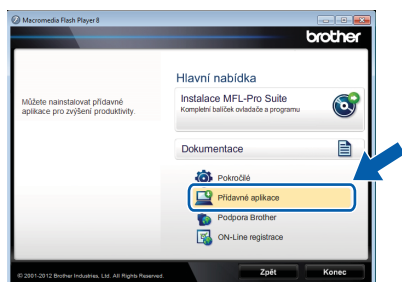 Macromedia Flash Player 8
brother
Hlavní nabídka
Můžete nainstalovat přídavné
aplikace pro zvýšení produktivity.
Instalace MFL-Pro Suite
Kompletní balíček ovladače a programu
Dokumentace
Pokročilé
Přídavné aplikace
Podpora Brother
ON-Line registrace
© 2001-2012 Brother Industries, Ltd. All Rights Reserved.
Zpět
Konec